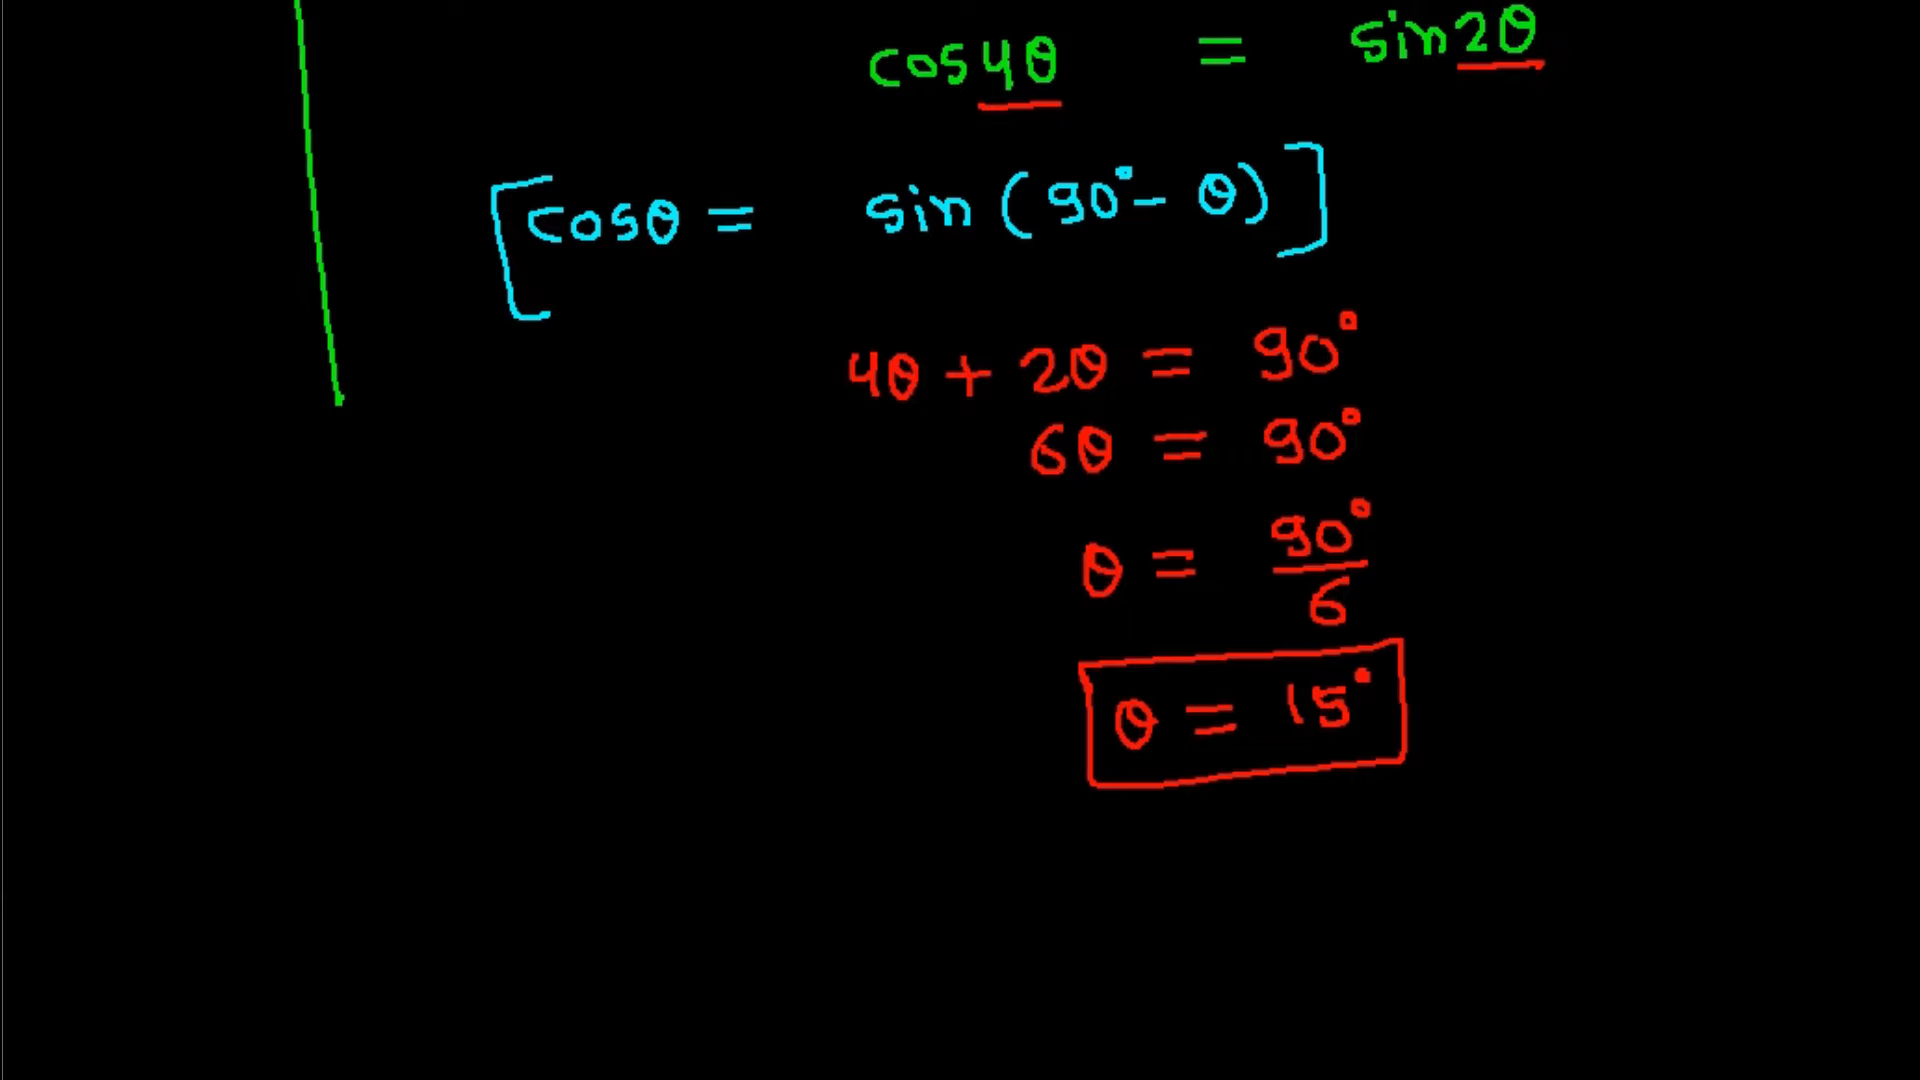 cos4θ = sin2θ
[cosθ = sin(90°- θ)]
4θ + 2θ = 90°
6θ = 90°
θ = 90°/6
θ = 15°